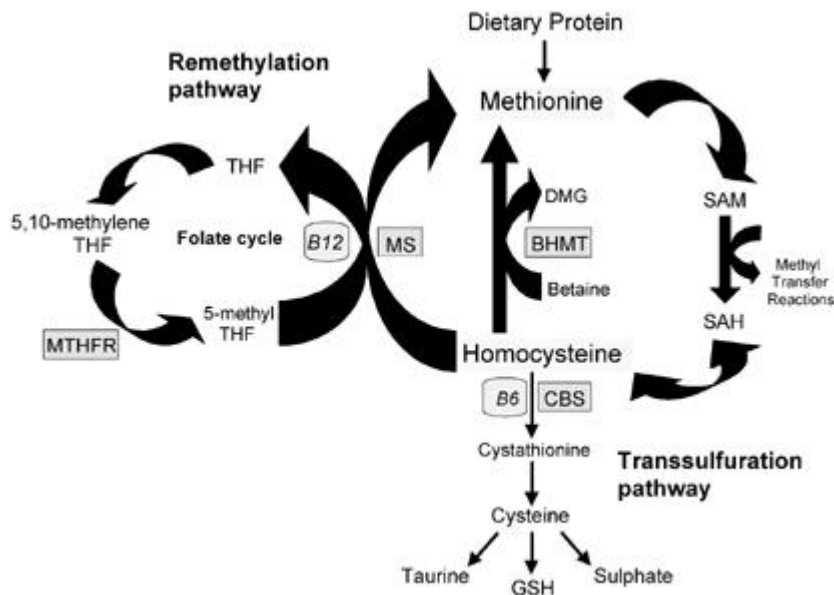 Dietary Protein
Remethylation
pathway
Methionine
THF
DMG
SAM
5,10-methylene
THF
Folate cycle
B12
MS
BHMT
Methyl
Transfer
Reactions
Betaine
5-methyl
THF
SAH
MTHFR
Homocysteine
B6
CBS
Cystathionine
Transsulfuration
pathway
Cysteine
Taurine
GSH
Sulphate